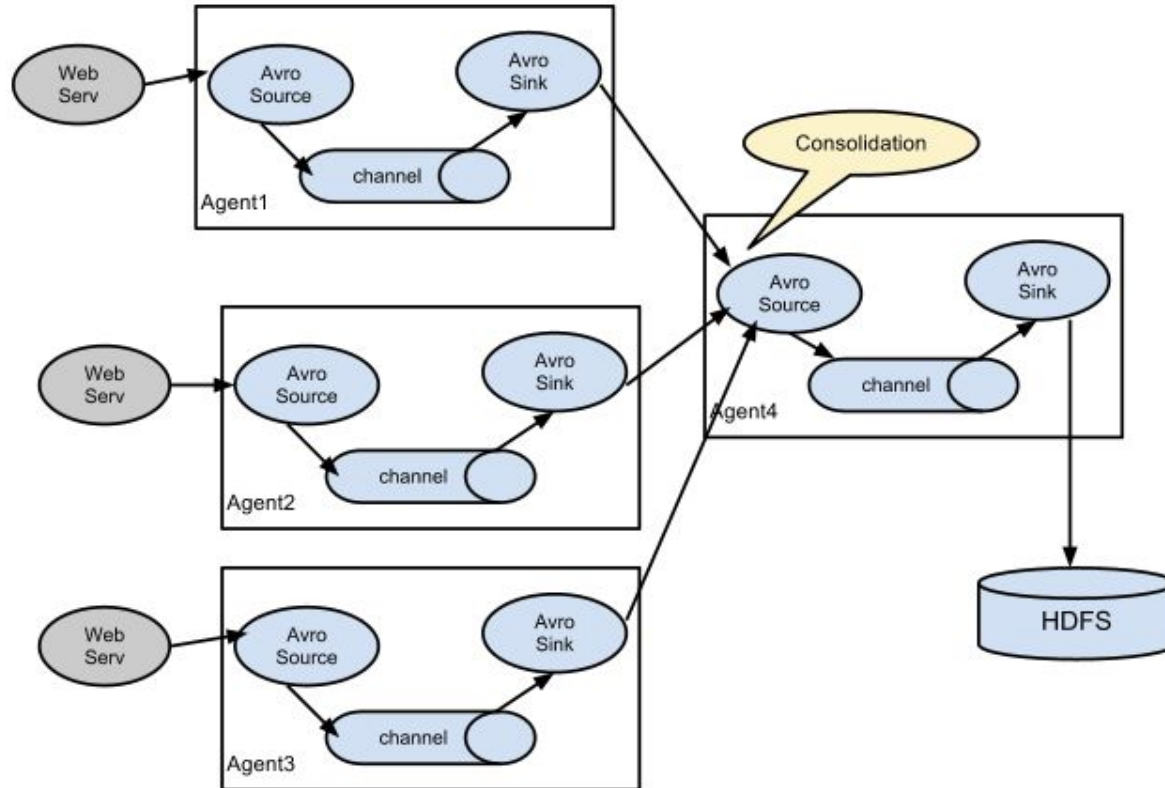 Web
Serv
Avro
Source
Avro
Sink
channel
Agent1
Consolidation
Web
Serv
Avro
Source
Avro
Sink
channel
Agent2
Avro
Source
Avro
Sink
channel
Agent4
Web
Serv
Avro
Source
Avro
Sink
channel
Agent3
HDFS